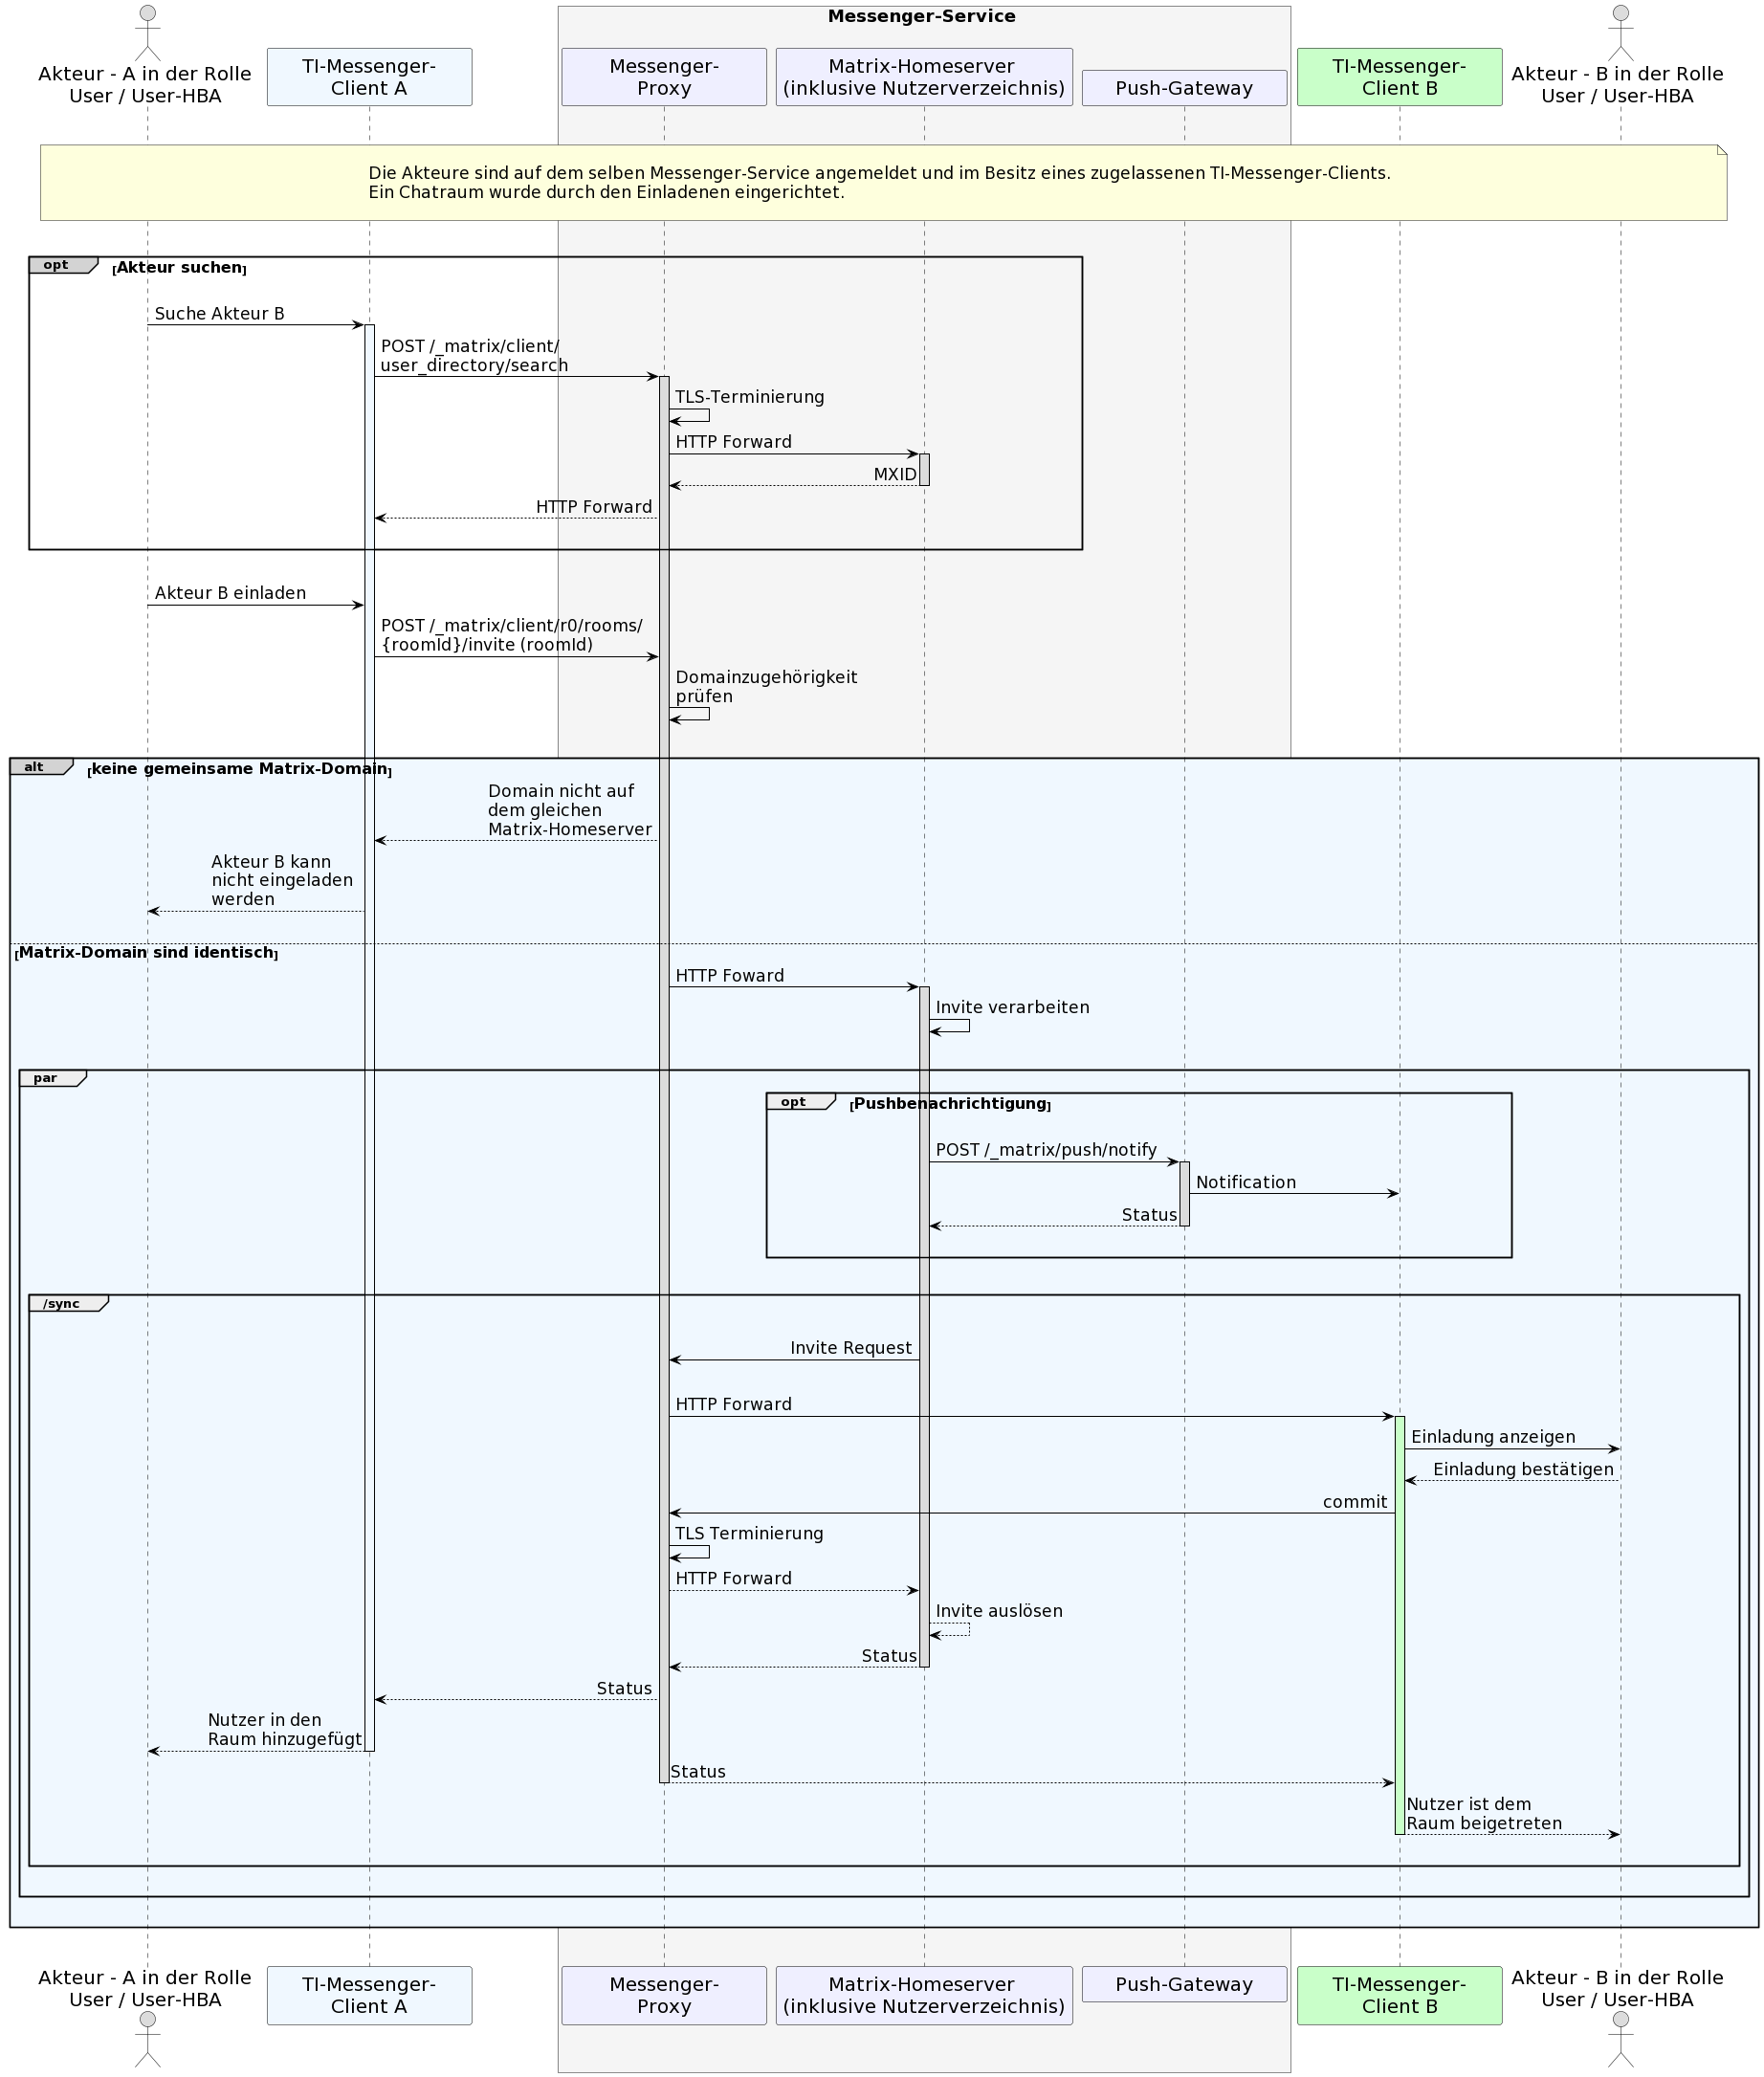 Messenger-Service
Akteur - A in der Rolle
User / User-HBA
TI-Messenger-
Client A
Messenger-
Proxy
Matrix-Homeserver
(inklusive Nutzerverzeichnis)
Push-Gateway
TI-Messenger-
Client B
Akteur - B in der Rolle
User / User-HBA
Die Akteure sind auf dem selben Messenger-Service angemeldet und im Besitz eines zugelassenen TI-Messenger-Clients.
Ein Chatraum wurde durch den Einladenen eingerichtet.
opt [Akteur suchen]
Suche Akteur B
POST /_matrix/client/
user_directory/search
TLS-Terminierung
HTTP Forward
MXID
HTTP Forward
Akteur B einladen
POST /_matrix/client/r0/rooms/
{roomId}/invite (roomId)
Domainzugehörigkeit
prüfen
alt [keine gemeinsame Matrix-Domain]
Domain nicht auf
dem gleichen
Matrix-Homeserver
Akteur B kann
nicht eingeladen
werden
[Matrix-Domain sind identisch]
HTTP Foward
Invite verarbeiten
par
opt [Pushbenachrichtigung]
POST /_matrix/push/notify
Notification
Status
/sync
Invite Request
HTTP Forward
Einladung anzeigen
Einladung bestätigen
commit
TLS Terminierung
HTTP Forward
Invite auslösen
Status
Status
Nutzer in den
Raum hinzugefügt
Status
Nutzer ist dem
Raum beigetreten
Akteur - A in der Rolle
User / User-HBA
TI-Messenger-
Client A
Messenger-
Proxy
Matrix-Homeserver
(inklusive Nutzerverzeichnis)
Push-Gateway
TI-Messenger-
Client B
Akteur - B in der Rolle
User / User-HBA